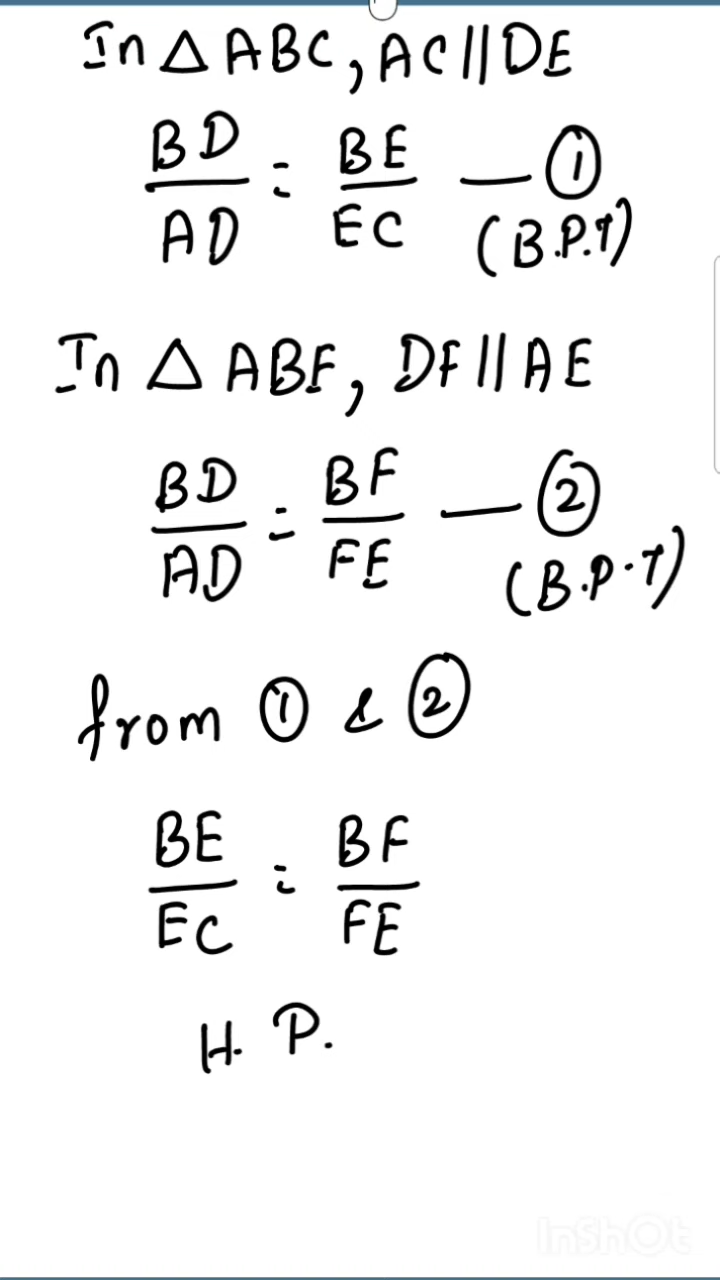 In △ ABC, AC || DE
BD/AD = BE/EC — ①
(B.P.T)
In △ ABF, DF || AE
BD/AD = BF/FE — ②
(B.P.T)
from ① & ②
BE/EC = BF/FE
H. P.
InShOt